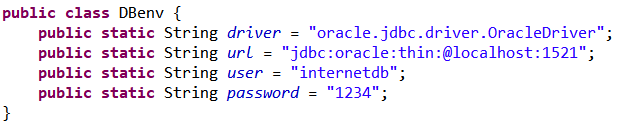 public class DBenv {
    public static String driver = "oracle.jdbc.driver.OracleDriver";
    public static String url = "jdbc:oracle:thin:@localhost:1521";
    public static String user = "internetdb";
    public static String password = "1234";
}